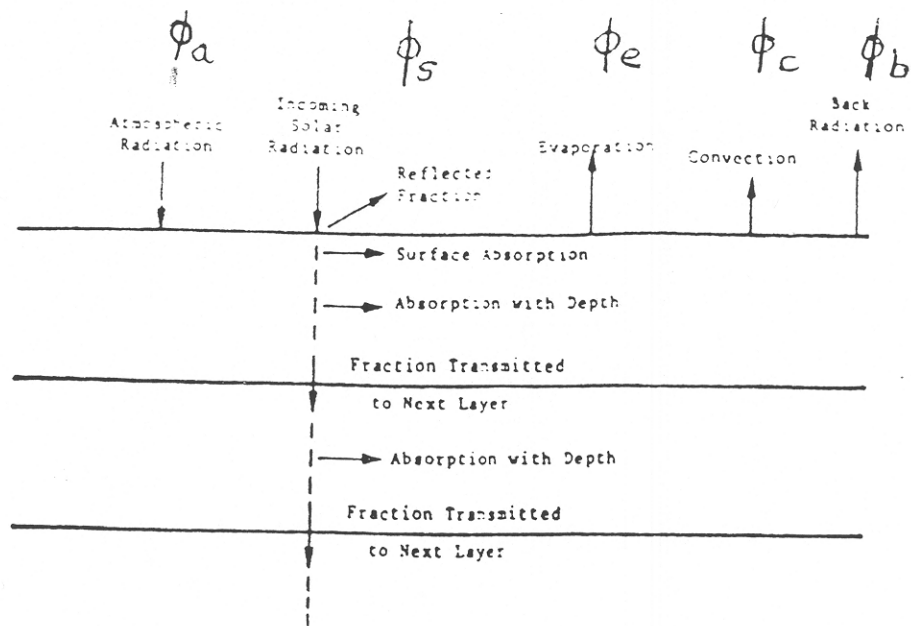 ϕa ϕs ϕe ϕc ϕb
Atmospheric
Radiation
Incoming
Solar
Radiation
Reflected
Fraction
Evaporation
Convection
Back
Radiation
Surface Absorption
Absorption with Depth
Fraction Transmitted
to Next Layer
Absorption with Depth
Fraction Transmitted
to Next Layer